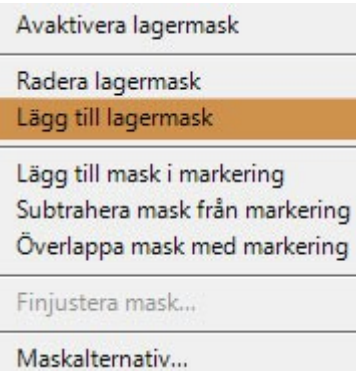 Avaktivera lagermask
Radera lagermask
Lägg till lagermask
Lägg till mask i markering
Subtrahera mask från markering
Överlappa mask med markering
Finjustera mask...
Maskalternativ...